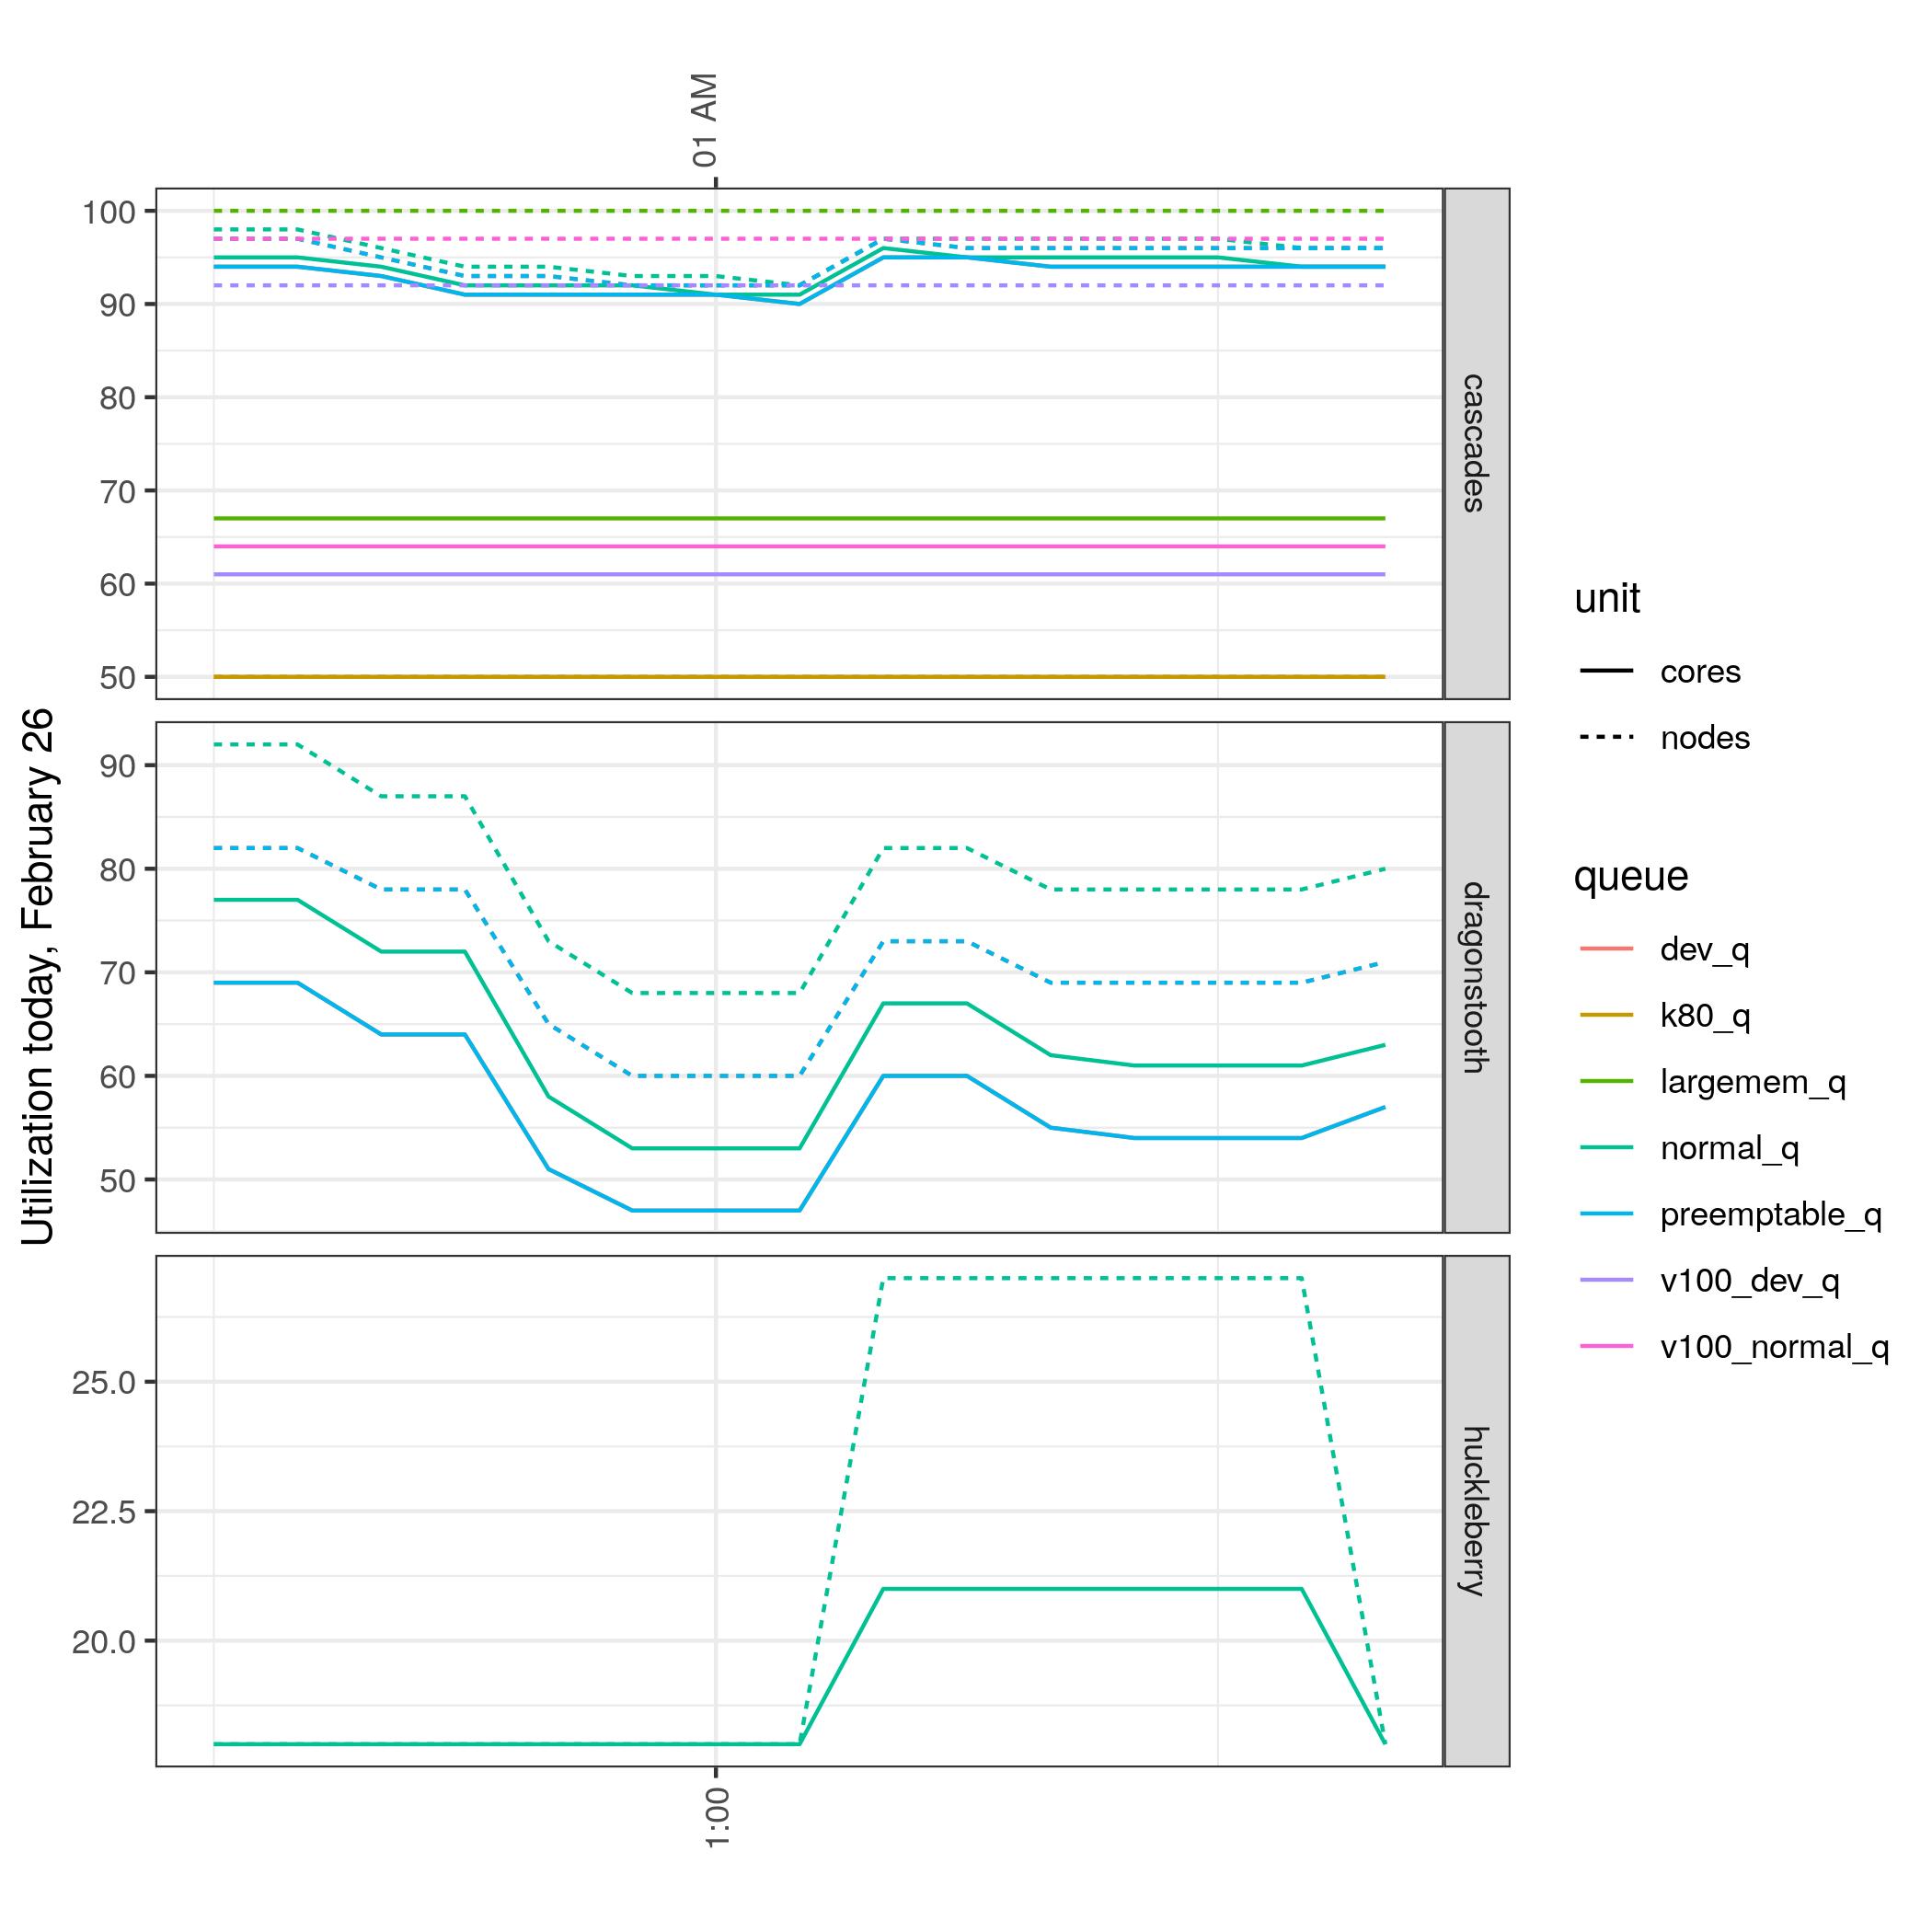 01 AM
100
90
80
70
60
50
cascades
90
80
70
60
50
dragonstooth
25.0
22.5
20.0
huckleberry
1:00
Utilization today, February 26
unit
cores
nodes
queue
dev_q
k80_q
largemem_q
normal_q
preemptable_q
v100_dev_q
v100_normal_q